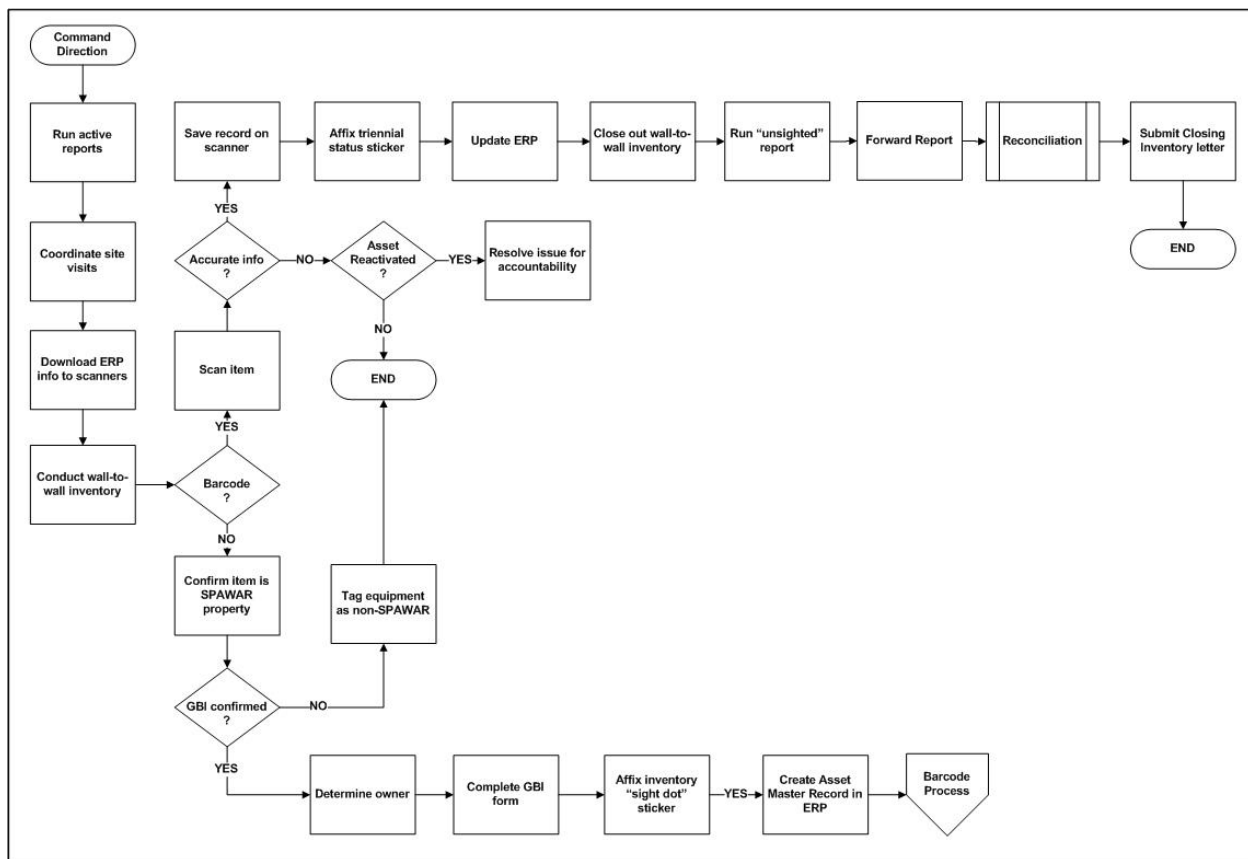 Command
Direction
Run active
reports
Coordinate site
visits
Download ERP
info to scanners
Conduct wall-to-
wall inventory
Barcode
?
YES
Scan item
YES
Accurate info
?
YES
Save record on
scanner
Affix triennial
status sticker
Update ERP
Close out wall-to-
wall inventory
Run “unsighted”
report
Forward Report
Reconciliation
Submit Closing
Inventory letter
END
NO
Asset
Reactivated
?
YES
Resolve issue for
accountability
NO
END
NO
Confirm item is
SPAWAR
property
GBI confirmed
?
NO
Tag equipment
as non-SPAWAR
YES
Determine owner
Complete GBI
form
Affix inventory
“sight dot”
sticker
YES
Create Asset
Master Record in
ERP
Barcode
Process